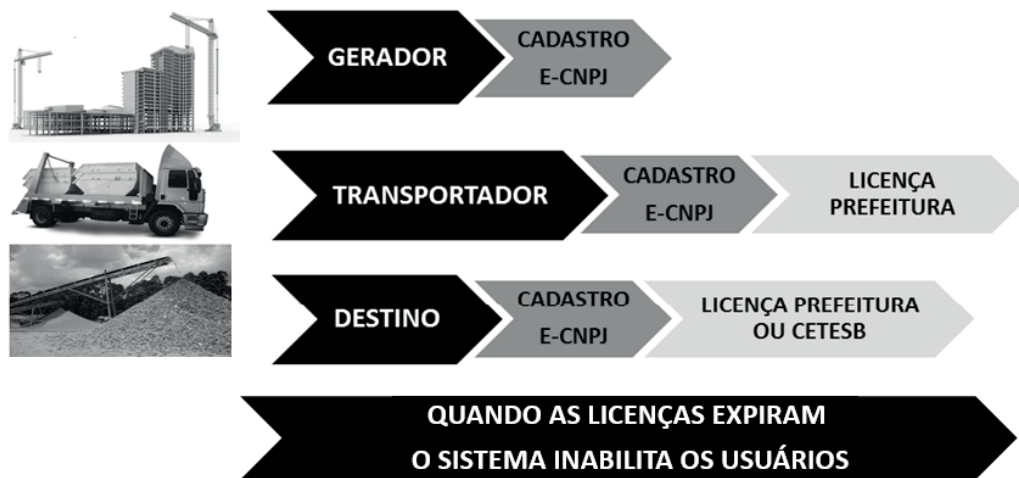 GERADOR
CADASTRO
E-CNPJ
TRANSPORTADOR
CADASTRO
E-CNPJ
LICENÇA
PREFEITURA
DESTINO
CADASTRO
E-CNPJ
LICENÇA PREFEITURA
OU CETESB
QUANDO AS LICENÇAS EXPIRAM
O SISTEMA INABILITA OS USUÁRIOS